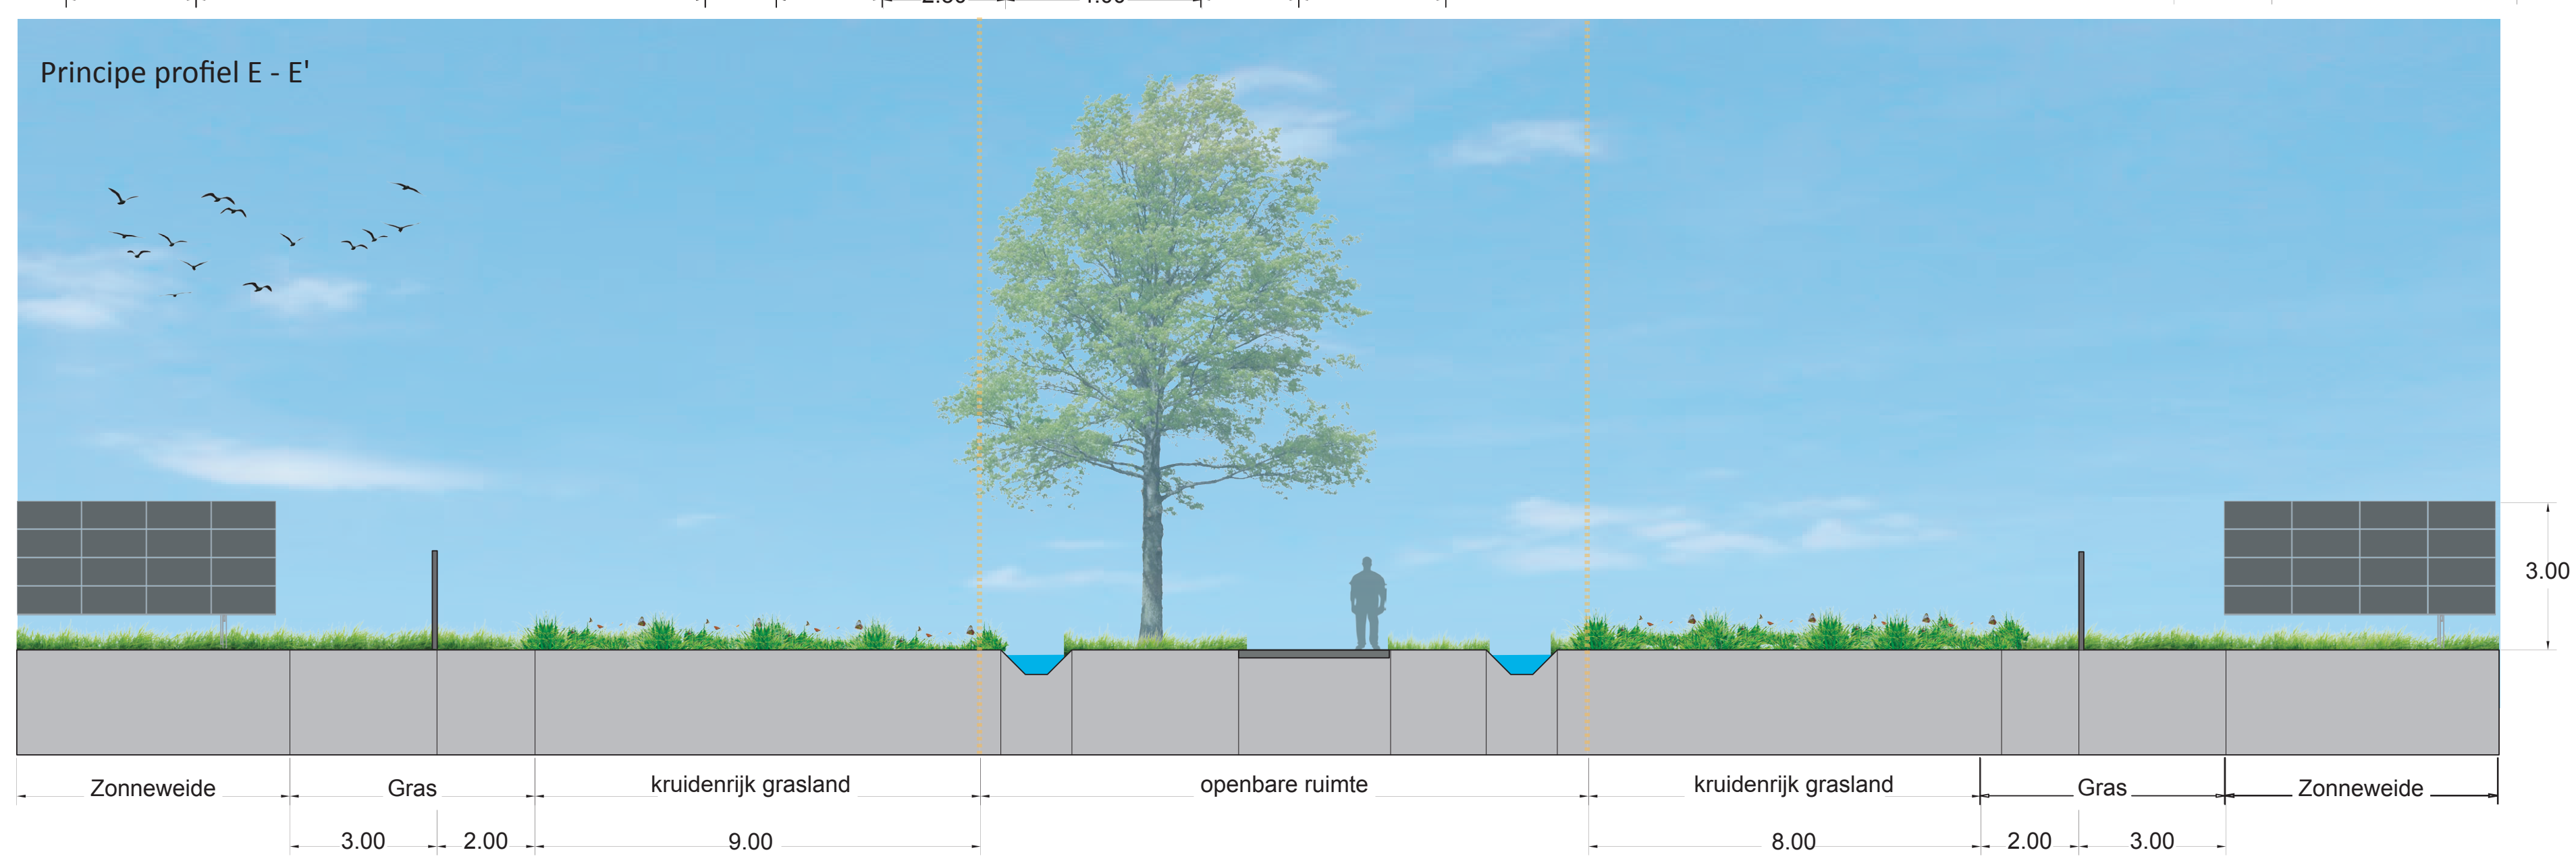 Principe profiel E - E'
3.00
Zonneweide Gras kruidenrijk grasland openbare ruimte kruidenrijk grasland Gras Zonneweide
3.00 2.00 9.00 8.00 2.00 3.00